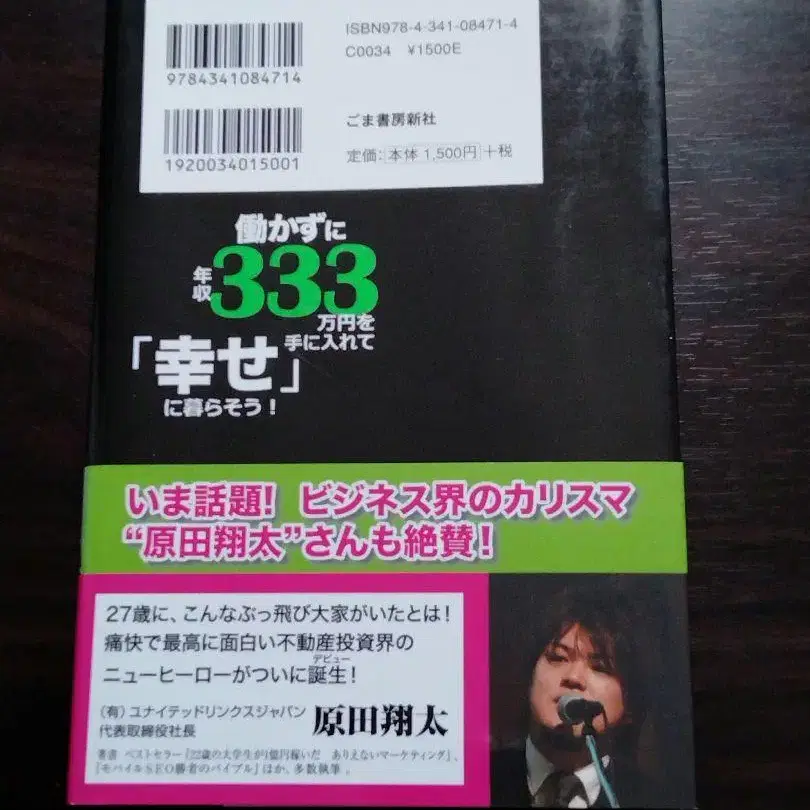 ISBN978-4-341-08471-4
C0034 ¥1500E
9784341084714
ごま書房新社
1920034015001
定価：本体 1,500円＋税
働かずに
年収333
万円を
手に入れて
「幸せ」
に暮らそう！
いま話題！ ビジネス界のカリスマ
“原田翔太”さんも絶賛！
27歳に、こんなぶっ飛び大家がいたとは！
痛快で最高に面白い不動産投資界の
デビュー
ニューヒーローがついに誕生！
（有）ユナイテッドリンクスジャパン
代表取締役社長
原田翔太
著書 ベストセラー『22歳の大学生が1億円稼いだ ありえないマーケティング』、
『モバイルSEO勝者のバイブル』ほか、多数執筆。